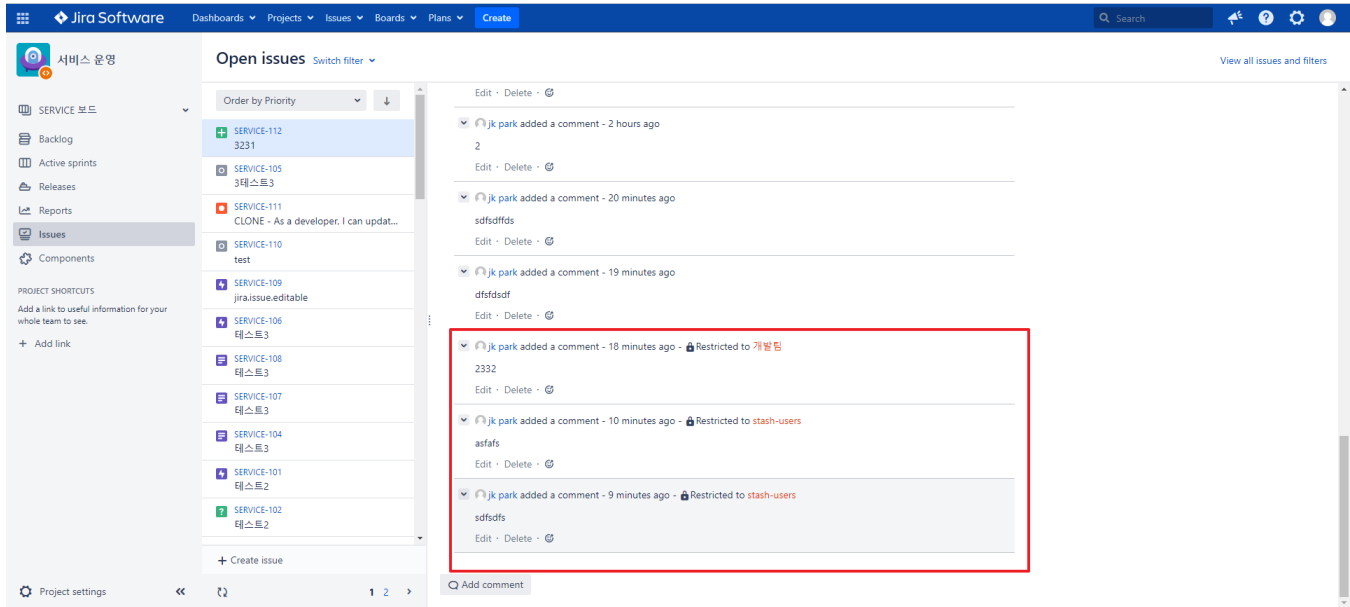 Jira Software Dashboards Projects Issues Boards Plans Create Search
서비스 운영
SERVICE 보드
Backlog
Active sprints
Releases
Reports
Issues
Components
PROJECT SHORTCUTS
Add a link to useful information for your
whole team to see.
+ Add link
Project settings
Open issues Switch filter
View all issues and filters
Order by Priority
SERVICE-112
3231
SERVICE-105
3테스트3
SERVICE-111
CLONE - As a developer, I can updat...
SERVICE-110
test
SERVICE-109
jira.issue.editable
SERVICE-106
테스트3
SERVICE-108
테스트3
SERVICE-107
테스트3
SERVICE-104
테스트3
SERVICE-101
테스트2
SERVICE-102
테스트2
+ Create issue
1 2
Edit · Delete ·
jk park added a comment - 2 hours ago
2
Edit · Delete ·
jk park added a comment - 20 minutes ago
sdfsdffds
Edit · Delete ·
jk park added a comment - 19 minutes ago
dfsfdsdf
Edit · Delete ·
jk park added a comment - 18 minutes ago - Restricted to 개발팀
2332
Edit · Delete ·
jk park added a comment - 10 minutes ago - Restricted to stash-users
asfafs
Edit · Delete ·
jk park added a comment - 9 minutes ago - Restricted to stash-users
sdfsdfs
Edit · Delete ·
Add comment